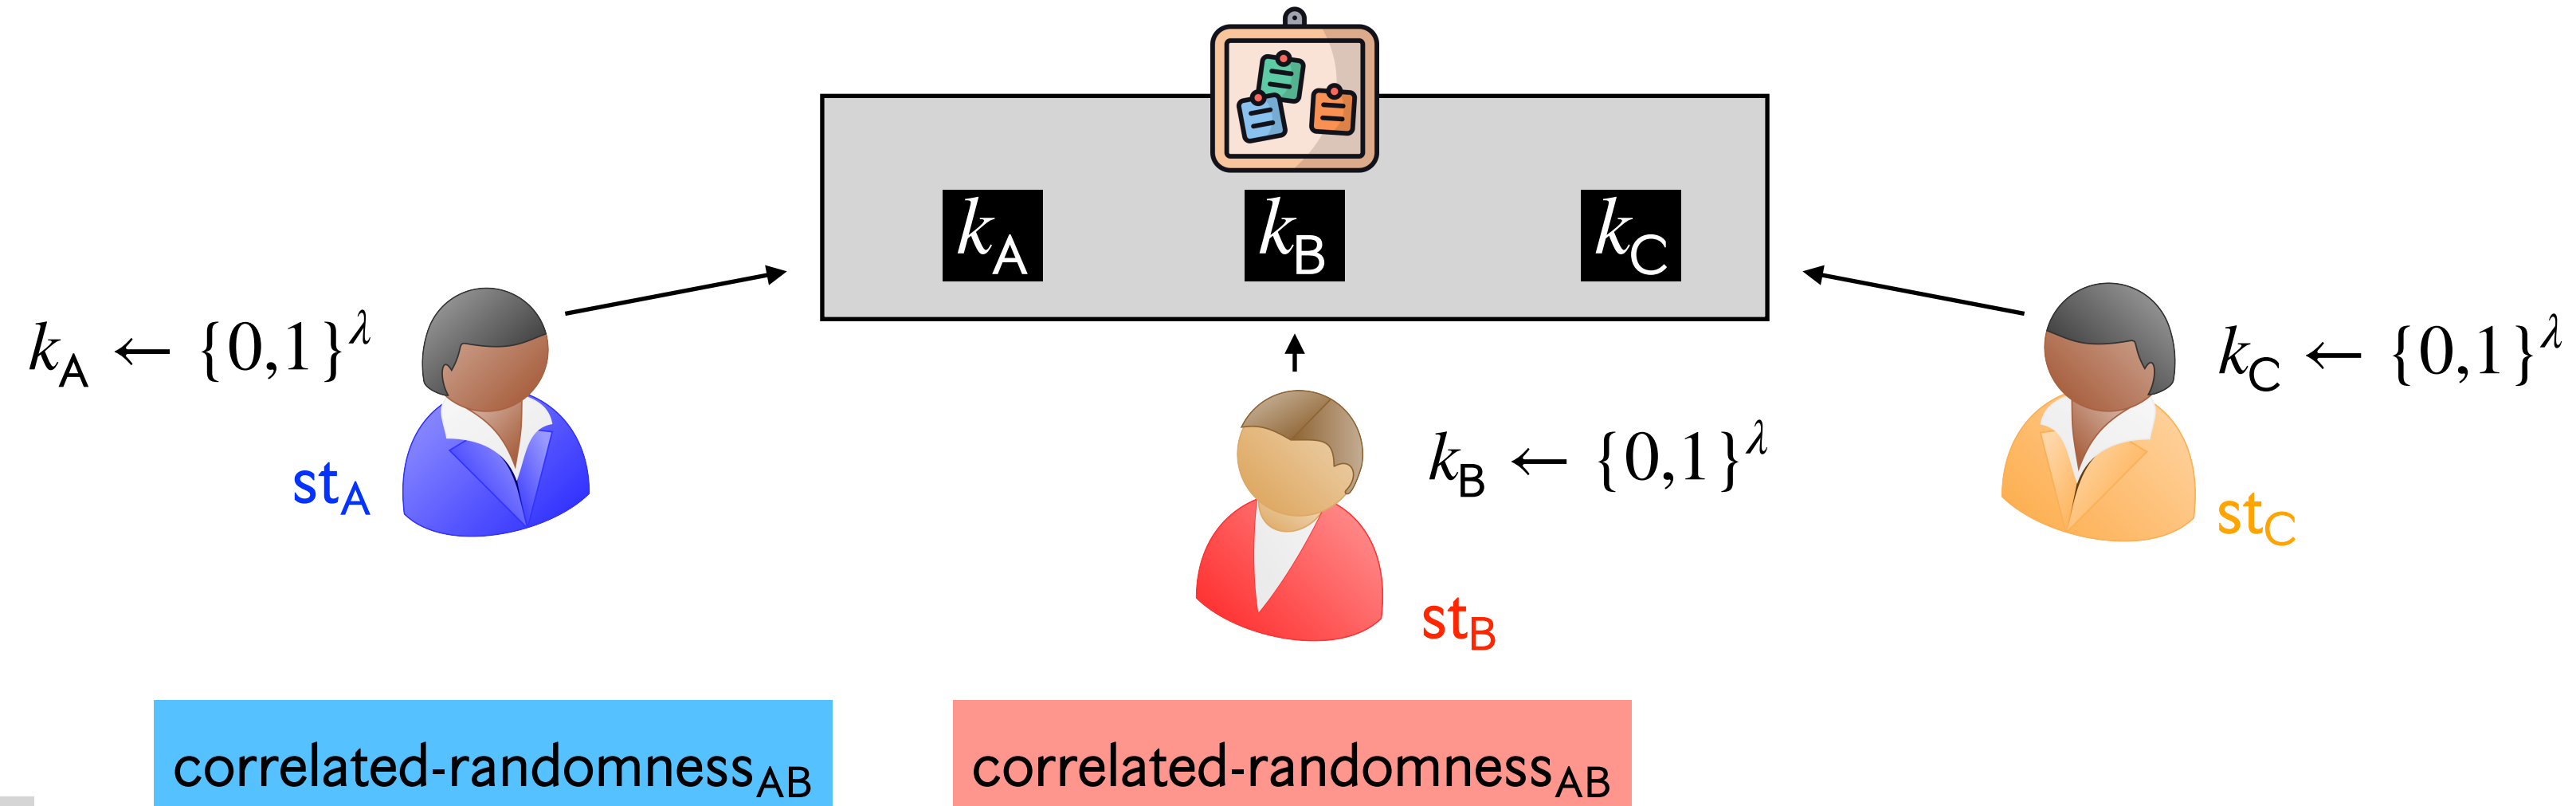 k_A k_B k_C
k_A ← {0,1}^λ
k_C ← {0,1}^λ
k_B ← {0,1}^λ
st_A
st_C
st_B
correlated-randomness_AB
correlated-randomness_AB